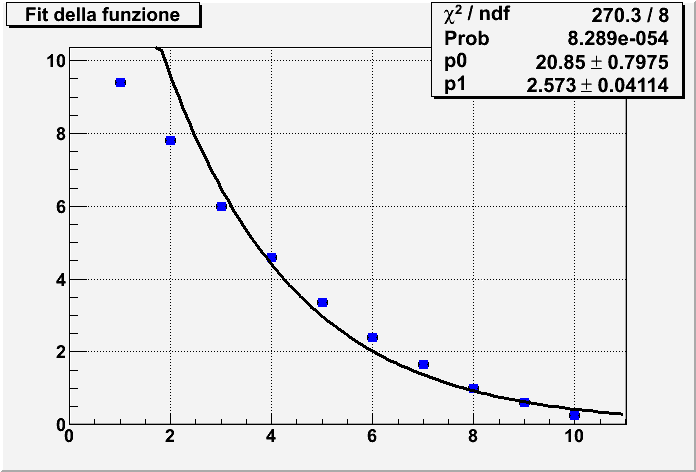 Fit della funzione
χ² / ndf 270.3 / 8
Prob 8.289e-054
p0 20.85 ± 0.7975
p1 2.573 ± 0.04114
10
8
6
4
2
0
0 2 4 6 8 10